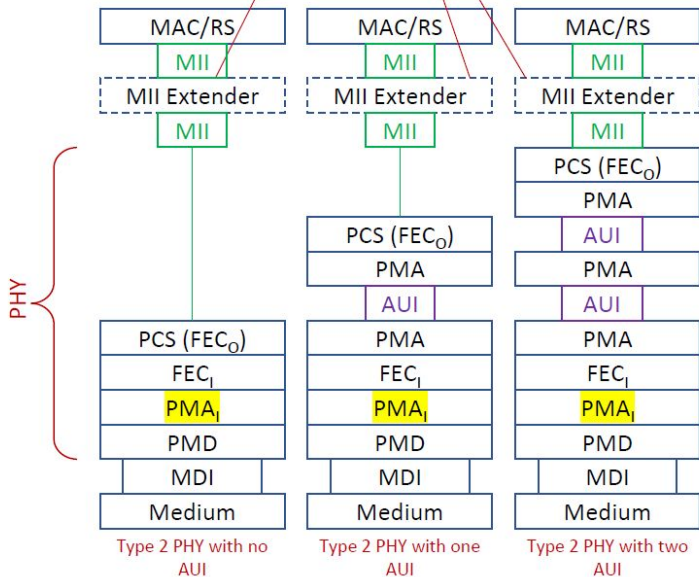 MAC/RS
MII
MII Extender
MII
PCS (FECO)
FECI
PMAI
PMD
MDI
Medium
Type 2 PHY with no
AUI
MAC/RS
MII
MII Extender
MII
PCS (FECO)
PMA
AUI
PMA
FECI
PMAI
PMD
MDI
Medium
Type 2 PHY with one
AUI
MAC/RS
MII
MII Extender
MII
PCS (FECO)
PMA
AUI
PMA
AUI
PMA
FECI
PMAI
PMD
MDI
Medium
Type 2 PHY with two
AUI
PHY